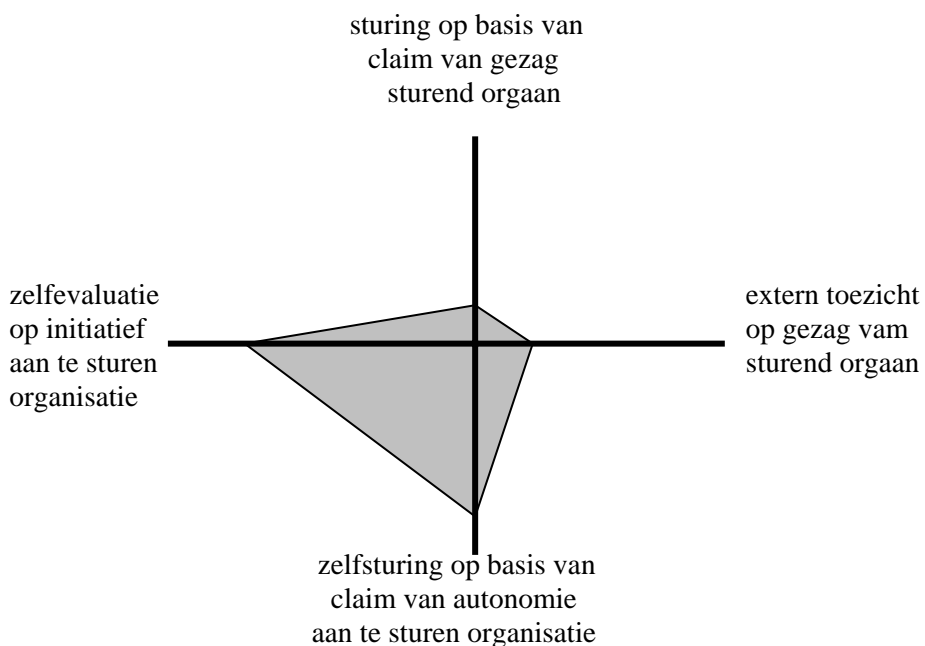 sturing op basis van
claim van gezag
sturend orgaan
zelfevaluatie
op initiatief
aan te sturen
organisatie
extern toezicht
op gezag vam
sturend orgaan
zelfsturing op basis van
claim van autonomie
aan te sturen organisatie